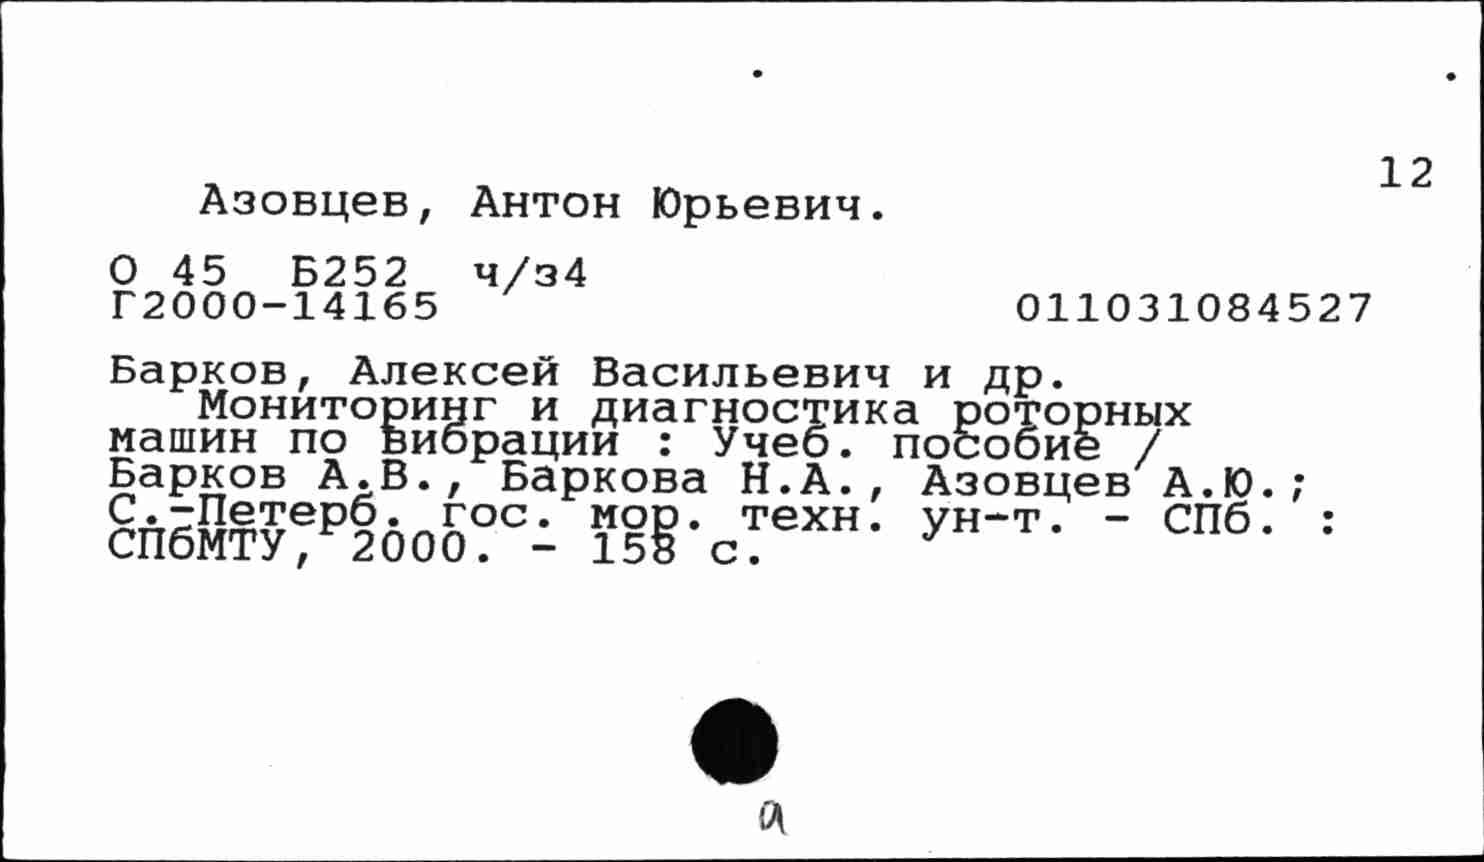 12
Азовцев, Антон Юрьевич.
О 45 Б252 ч/з4
Г2000-14165 011031084527
Барков, Алексей Васильевич и др.
Мониторинг и диагностика роторных
машин по вибрации : Учеб. пособие /
Барков А.В., Баркова Н.А., Азовцев А.Ю.;
С.-Петерб. гос. мор. техн. ун-т. - СПб. :
СПбМТУ, 2000. - 158 с.
а